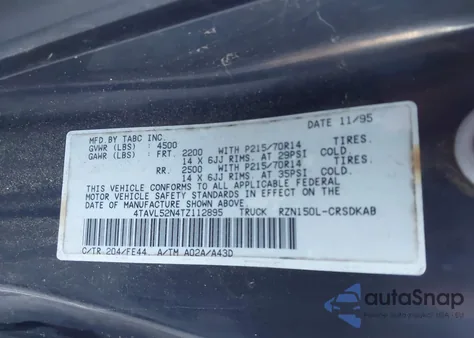 DATE 11/95
MFD.BY TABC INC.
GVWR (LBS) : 4500
GAWR (LBS) : FRT. 2200 WITH P215/70R14 TIRES.
14 X 6JJ RIMS. AT 29PSI
RR 2500 WITH P215/70R14 TIRES.
14 X 6JJ RIMS. AT 35PSI
THIS VEHICLE CONFORMS TO ALL APPLICABLE FEDERAL
MOTOR VEHICLE SAFETY STANDARDS IN EFFECT ON THE
DATE OF MANUFACTURE SHOWN ABOVE.
4TAVL52N4TZ112895 TRUCK RZN150L-CRSDKAB
C/TR 204/FE44 A/TM A02A/A43D
autoSnap